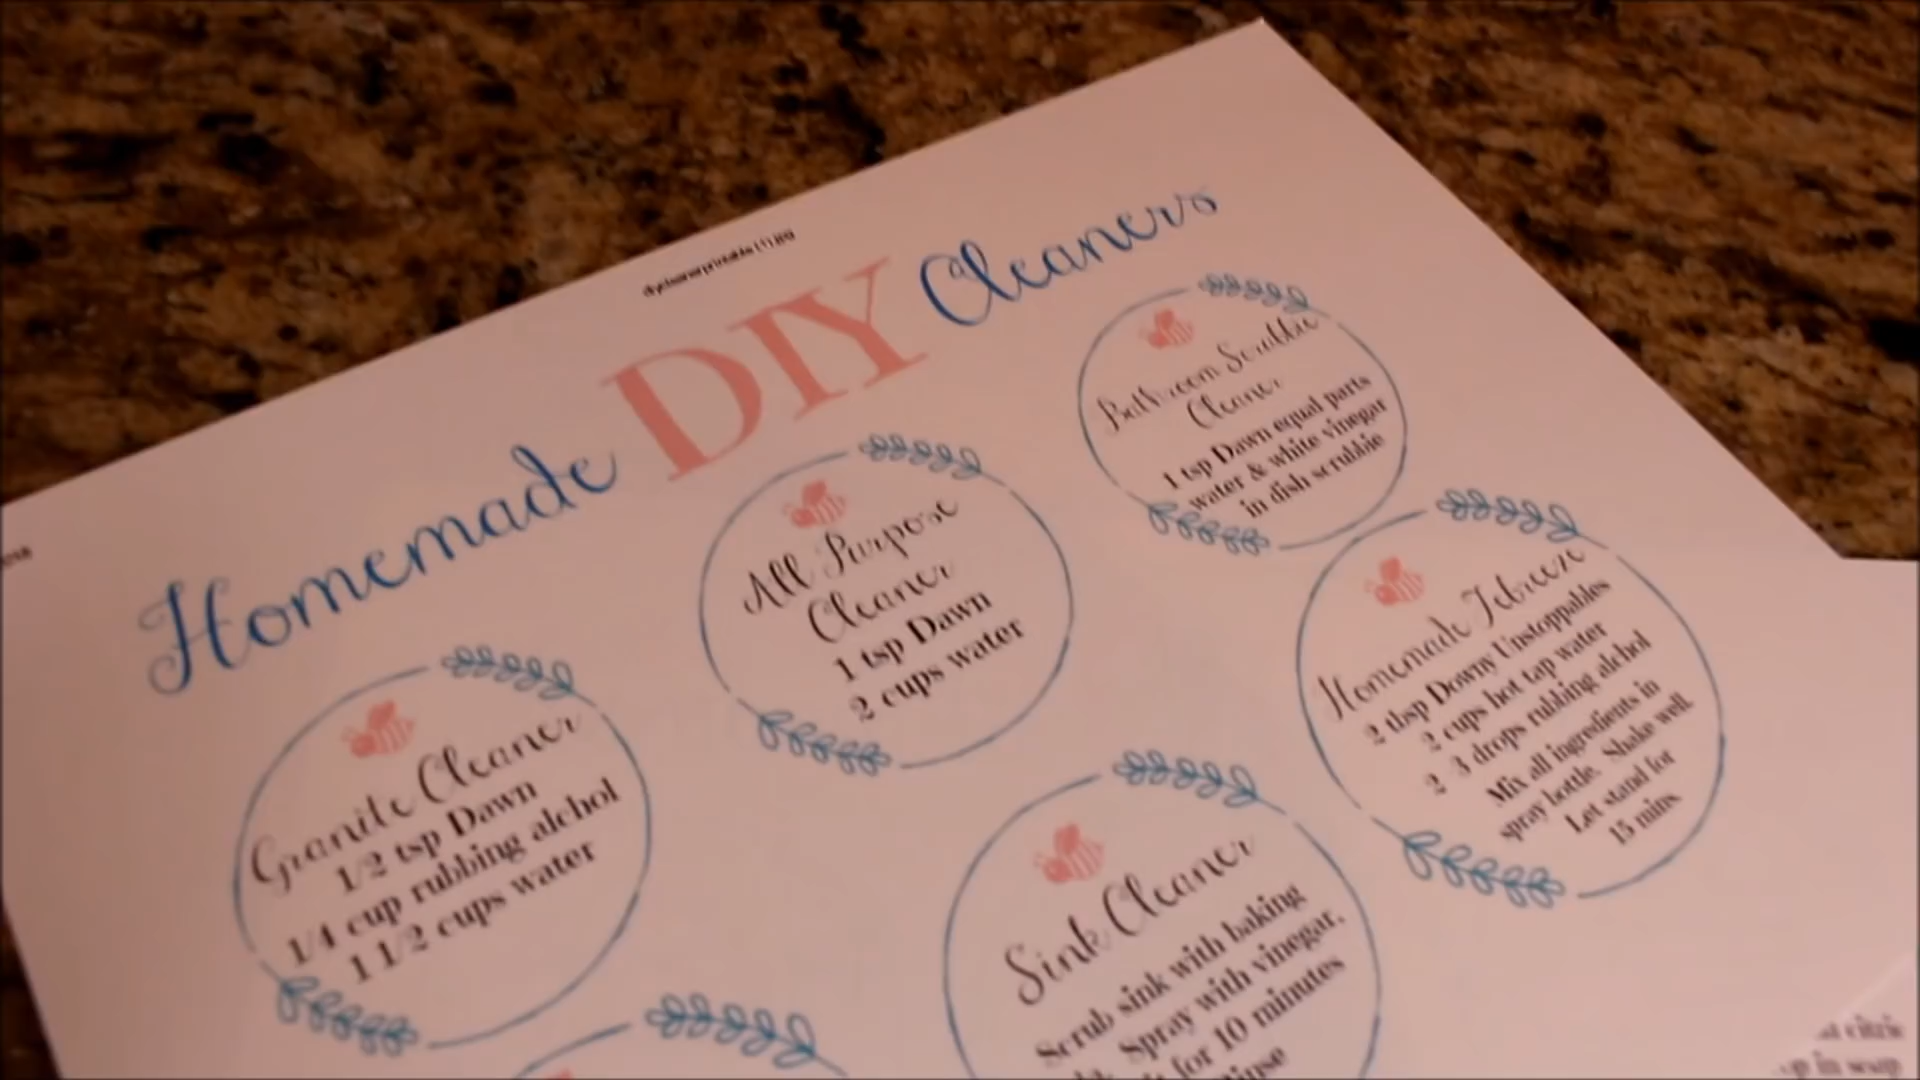 Homemade DIY Cleaners
Granite Cleaner
1/2 tsp Dawn
1/4 cup rubbing alchol
1 1/2 cups water
All Purpose
Cleaner
1 tsp Dawn
2 cups water
Bathroom Scrubbie
Cleaner
1 tsp Dawn equal parts
water & white vinegar
in dish scrubbie
Homemade Febreeze
2 tbsp Downy Unstoppables
2 cups hot tap water
2-3 drops rubbing alchol
Mix all ingredients in
spray bottle. Shake well.
Let stand for
15 mins
Sink Cleaner
Scrub sink with baking
Spray with vinegar,
for 10 minutes
citric
in soap